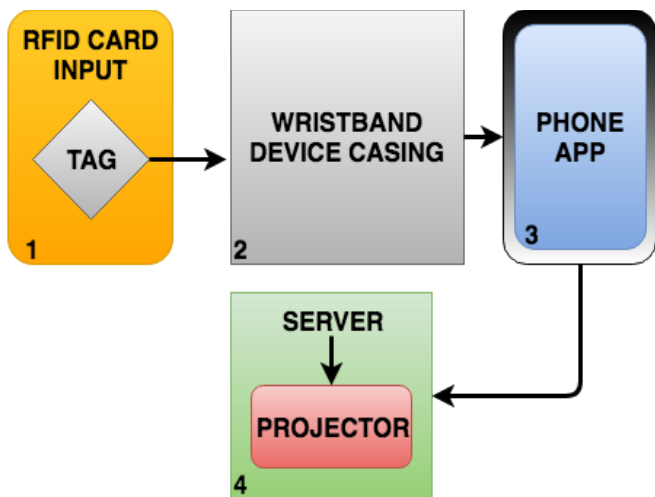 RFID CARD
INPUT
TAG
1
WRISTBAND
DEVICE CASING
2
PHONE
APP
3
SERVER
PROJECTOR
4